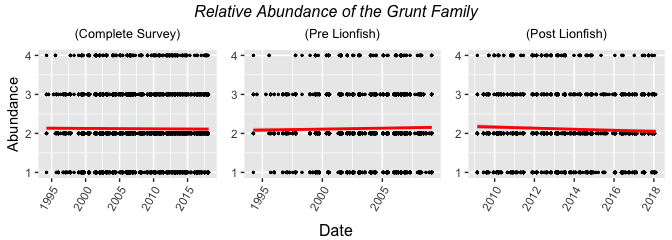 Relative Abundance of the Grunt Family
(Complete Survey) (Pre Lionfish) (Post Lionfish)
Abundance
4
3
2
1
4
3
2
1
4
3
2
1
1995 2000 2005 2010 2015 1995 2000 2005 2010 2012 2014 2016 2018
Date